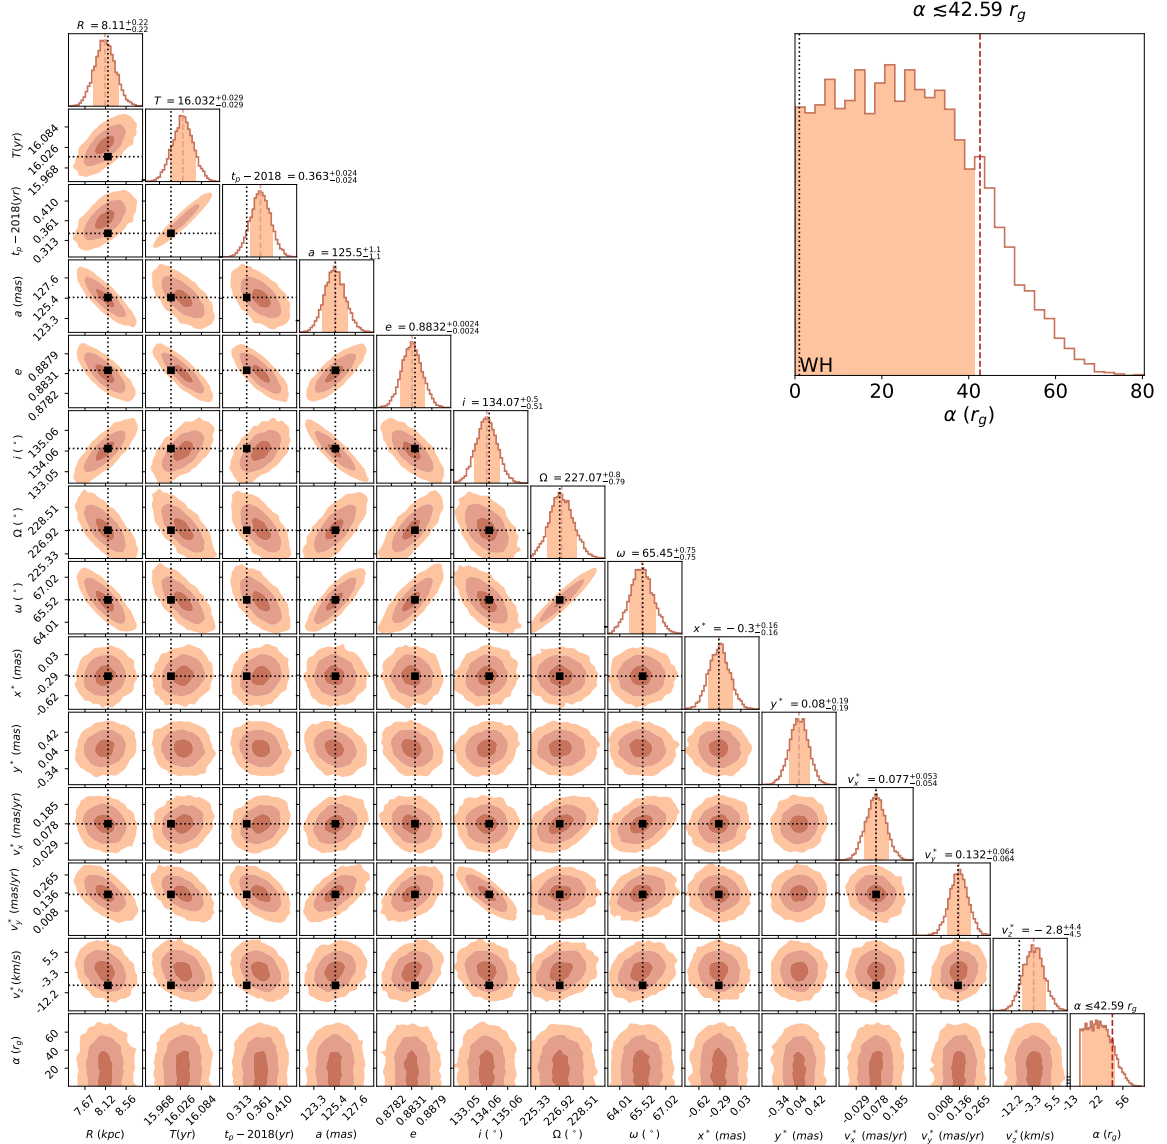 α ≲42.59 r_g
R = 8.11^{+0.22}_{-0.22}
T = 16.032^{+0.029}_{-0.029}
T(yr)
16.084
16.026
15.968
t_p − 2018 = 0.363^{+0.024}_{-0.024}
t_p − 2018(yr)
0.410
0.361
0.313
a = 125.5^{+1.1}_{-1.1}
a (mas)
127.6
125.4
123.3
e = 0.8832^{+0.0024}_{-0.0024}
e
0.8879
0.8831
0.8782
WH
0 20 40 60 80
α (r_g)
i = 134.07^{+0.5}_{-0.51}
i (°)
135.06
134.06
133.05
Ω = 227.07^{+0.8}_{-0.79}
Ω (°)
228.51
226.92
225.33
ω = 65.45^{+0.75}_{-0.75}
ω (°)
67.02
65.52
64.01
x* = −0.3^{+0.16}_{-0.16}
x* (mas)
0.03
-0.29
-0.62
y* = 0.08^{+0.19}_{-0.19}
y* (mas)
0.42
0.04
-0.34
v_x* = 0.077^{+0.053}_{-0.054}
v_x* (mas/yr)
0.185
0.078
-0.029
v_y* = 0.132^{+0.064}_{-0.064}
v_y* (mas/yr)
0.265
0.136
0.008
v_z* = −2.8^{+4.4}_{-4.5}
v_z*(km/s)
5.5
-3.3
-12.2
α ≲42.59 r_g
α (r_g)
60
40
20
7.67 8.12 8.56 15.968 16.026 16.084 0.313 0.361 0.410 123.3 125.4 127.6 0.8782 0.8831 0.8879 133.05 134.06 135.06 225.33 226.92 228.51 64.01 65.52 67.02 -0.62 -0.29 0.03 -0.34 0.04 0.42 -0.029 0.078 0.185 0.008 0.136 0.265 -12.2 -3.3 5.5 -13 22 56
R (kpc) T(yr) t_p − 2018(yr) a (mas) e i (°) Ω (°) ω (°) x* (mas) y* (mas) v_x* (mas/yr) v_y* (mas/yr) v_z*(km/s) α (r_g)